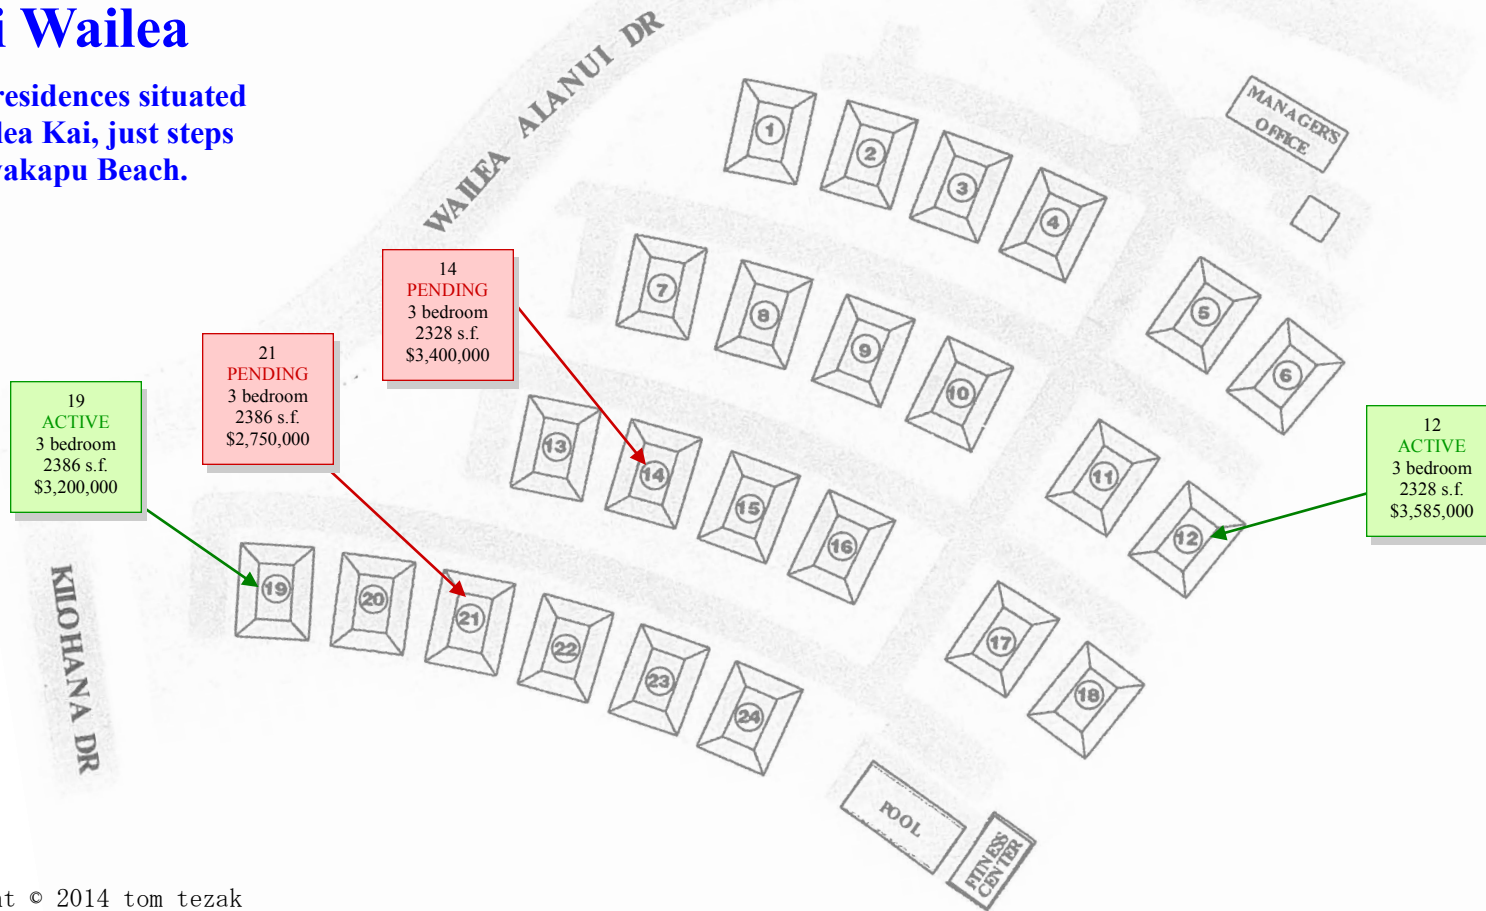 i Wailea
residences situated
lea Kai, just steps
vakapu Beach.
WAILEA ALANUI DR
MANAGER'S
OFFICE
1
2
3
4
5
6
7
8
9
10
11
12
13
14
15
16
17
18
19
20
21
22
23
24
14
PENDING
3 bedroom
2328 s.f.
$3,400,000
21
PENDING
3 bedroom
2386 s.f.
$2,750,000
19
ACTIVE
3 bedroom
2386 s.f.
$3,200,000
12
ACTIVE
3 bedroom
2328 s.f.
$3,585,000
KILOHANA DR
POOL
FITNESS
CENTER
nt © 2014 tom tezak